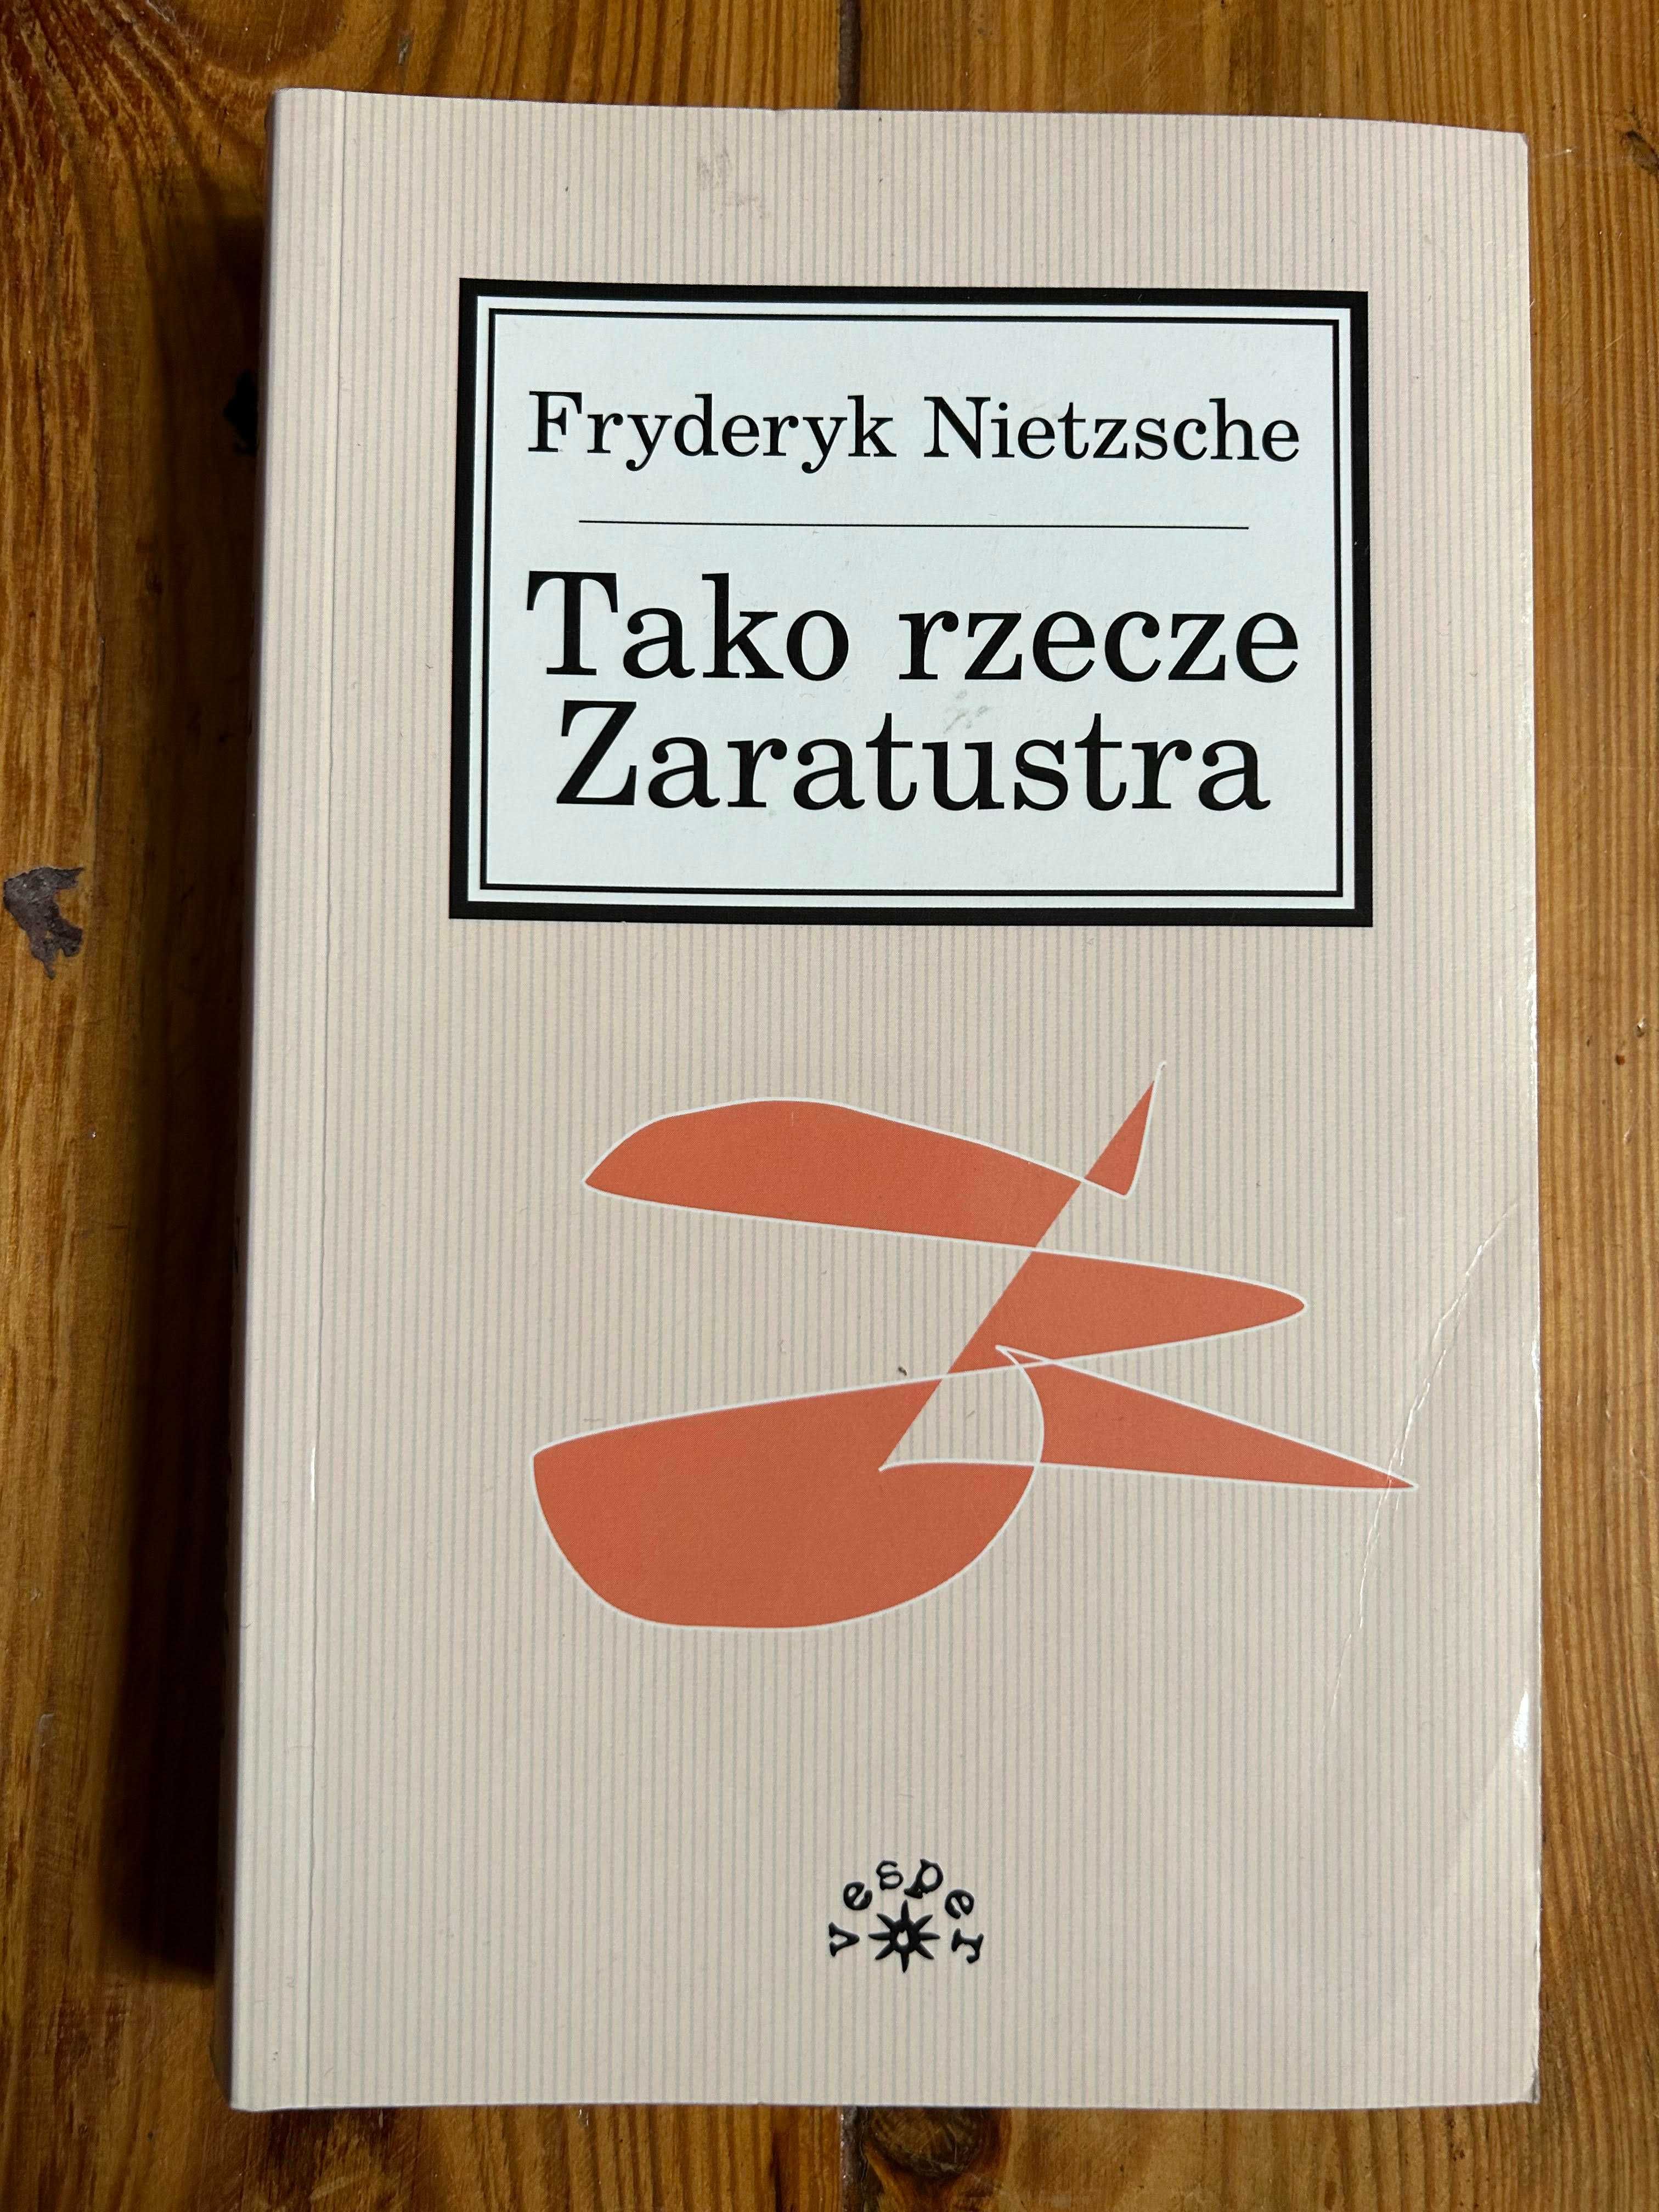 Fryderyk Nietzsche
Tako rzecze
Zaratustra
vesper